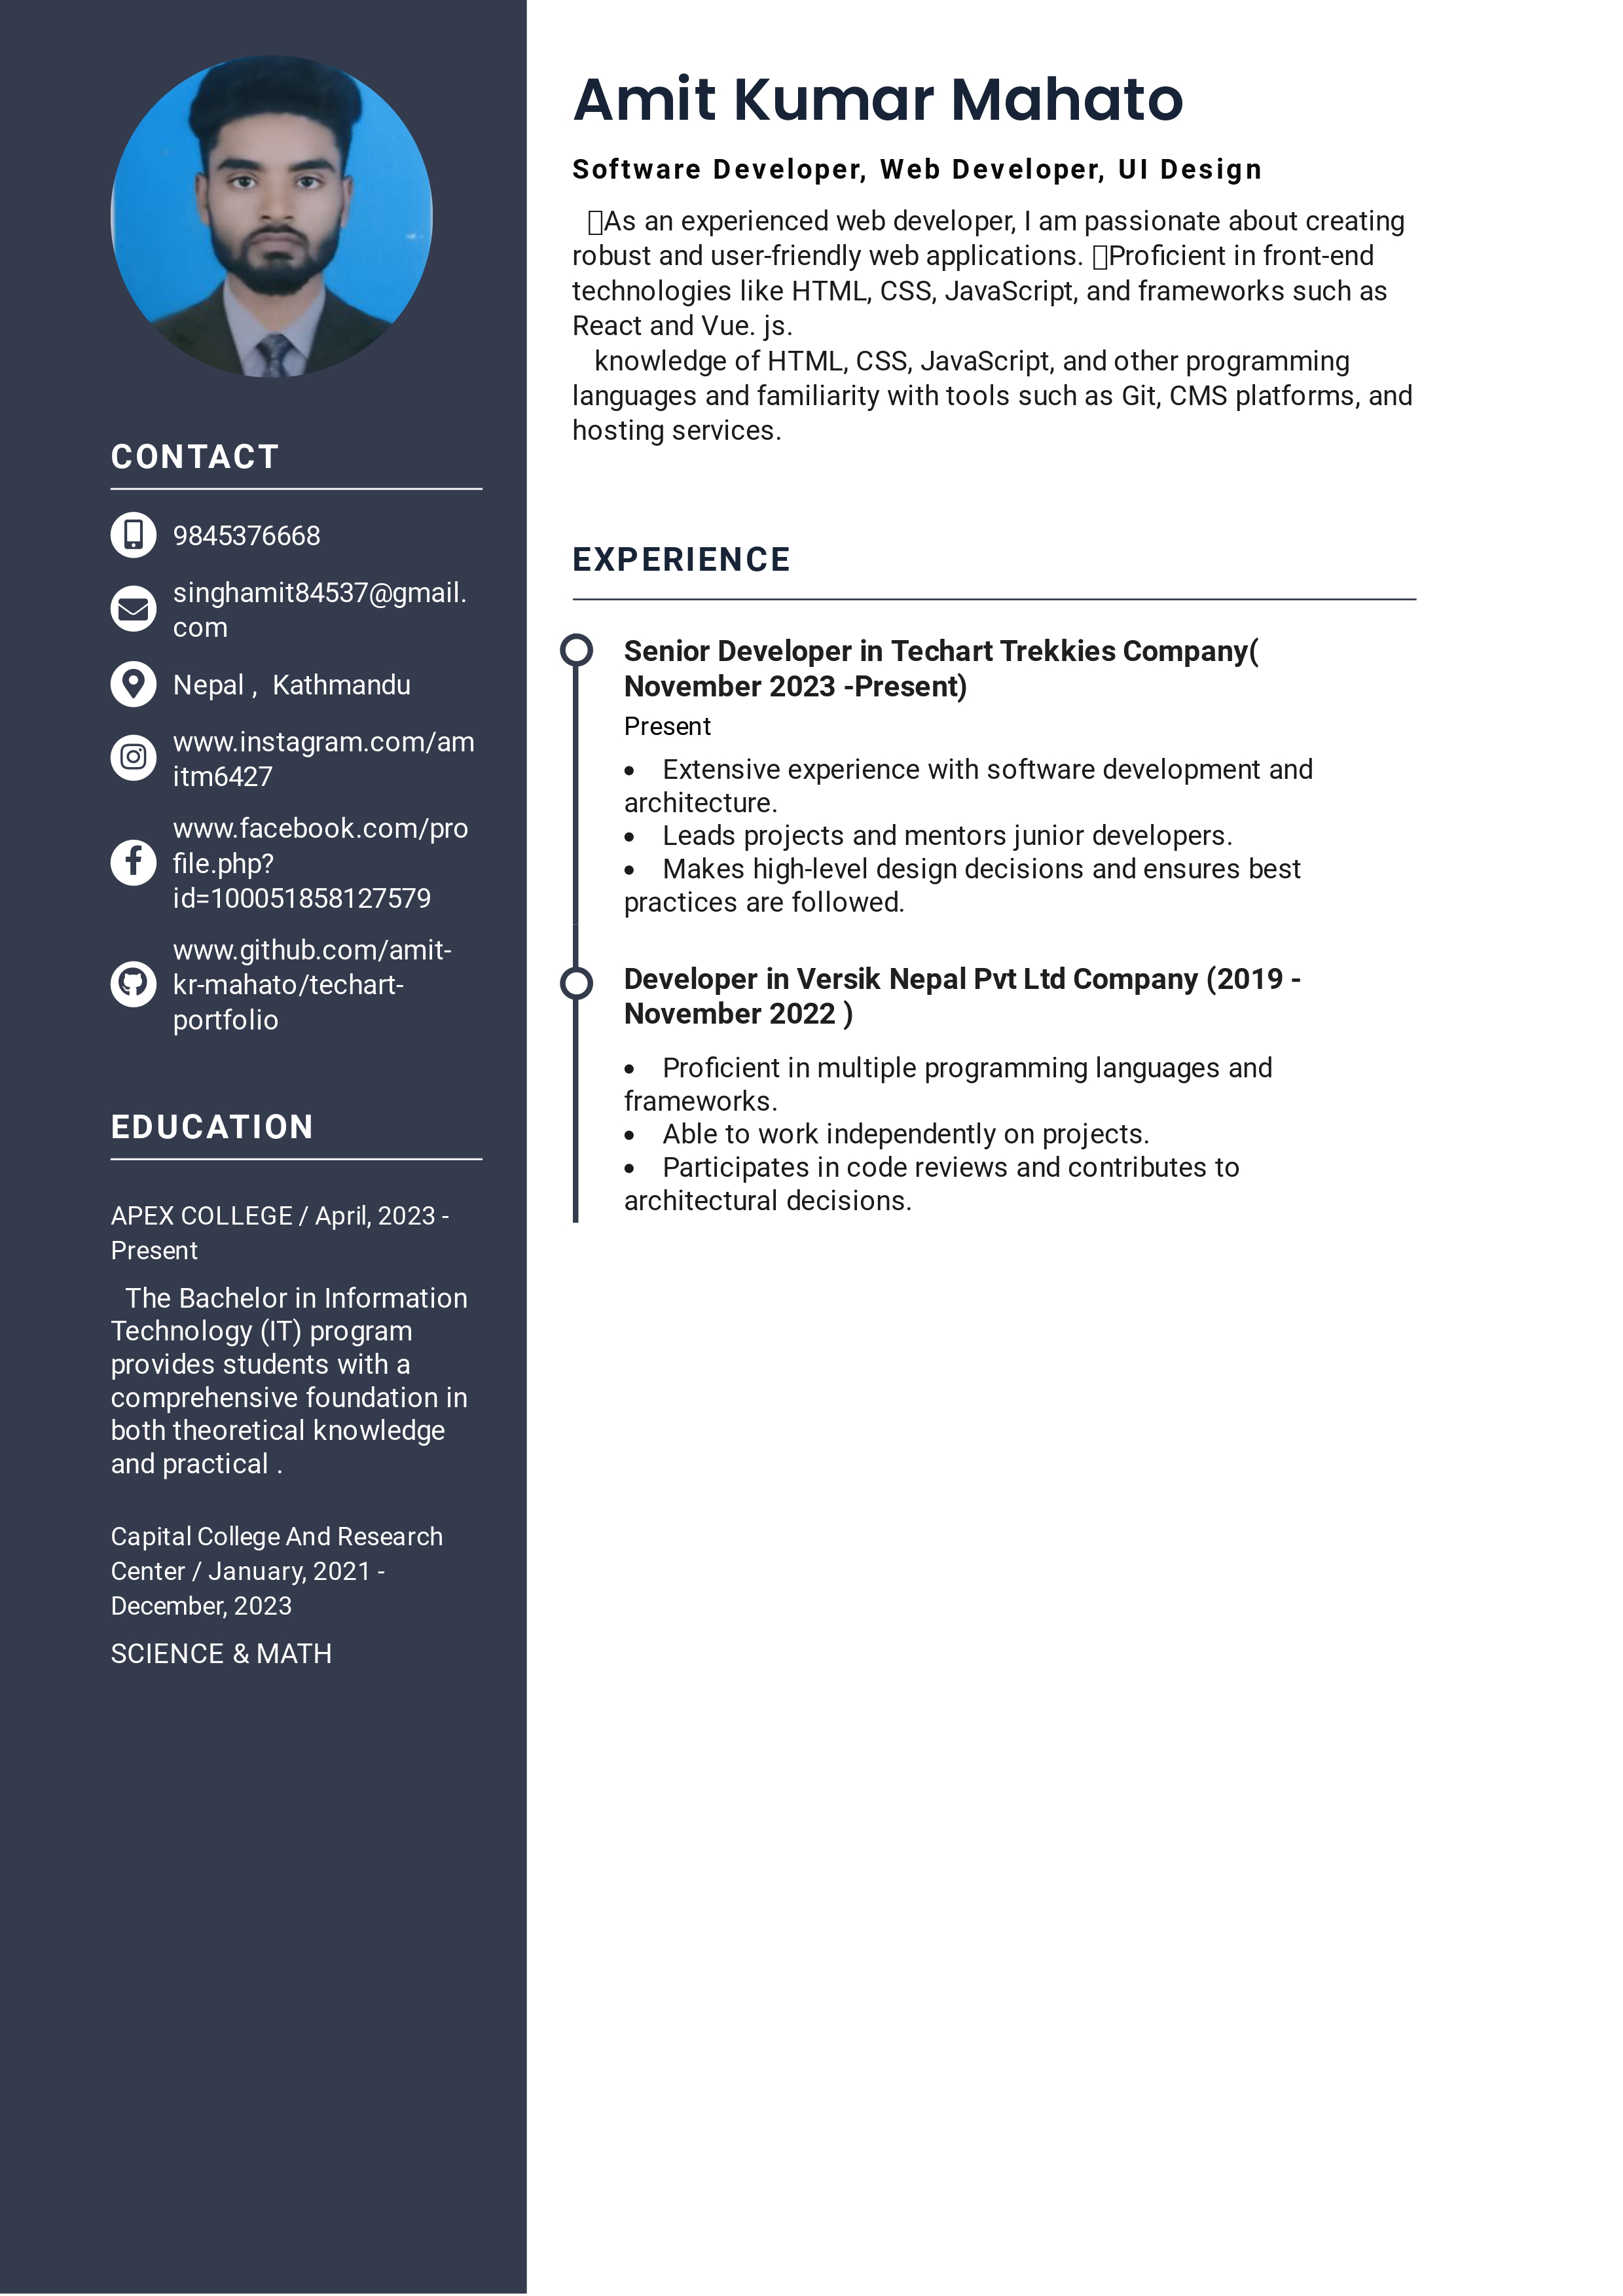 Amit Kumar Mahato
Software Developer, Web Developer, UI Design
As an experienced web developer, I am passionate about creating
robust and user-friendly web applications. Proficient in front-end
technologies like HTML, CSS, JavaScript, and frameworks such as
React and Vue. js.
knowledge of HTML, CSS, JavaScript, and other programming
languages and familiarity with tools such as Git, CMS platforms, and
hosting services.
CONTACT
9845376668
singhamit84537@gmail.
com
Nepal ,  Kathmandu
www.instagram.com/am
itm6427
www.facebook.com/pro
file.php?
id=100051858127579
www.github.com/amit-
kr-mahato/techart-
portfolio
EDUCATION
APEX COLLEGE / April, 2023 -
Present
The Bachelor in Information
Technology (IT) program
provides students with a
comprehensive foundation in
both theoretical knowledge
and practical .
Capital College And Research
Center / January, 2021 -
December, 2023
SCIENCE & MATH
EXPERIENCE
Senior Developer in Techart Trekkies Company(
November 2023 -Present)
Present
• Extensive experience with software development and
architecture.
• Leads projects and mentors junior developers.
• Makes high-level design decisions and ensures best
practices are followed.
Developer in Versik Nepal Pvt Ltd Company (2019 -
November 2022 )
• Proficient in multiple programming languages and
frameworks.
• Able to work independently on projects.
• Participates in code reviews and contributes to
architectural decisions.